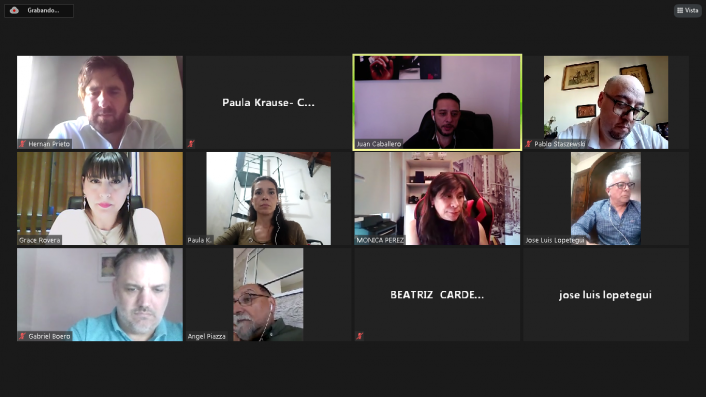 Grabando...
Vista
Hernan Prieto
Paula Krause- C...
Juan Caballero
Pablo Staszewski
Grace Rovera
Paula K.
MONICA PEREZ
Jose Luis Lopetegui
Gabriel Boero
Angel Piazza
BEATRIZ CARDE...
jose luis lopetegui